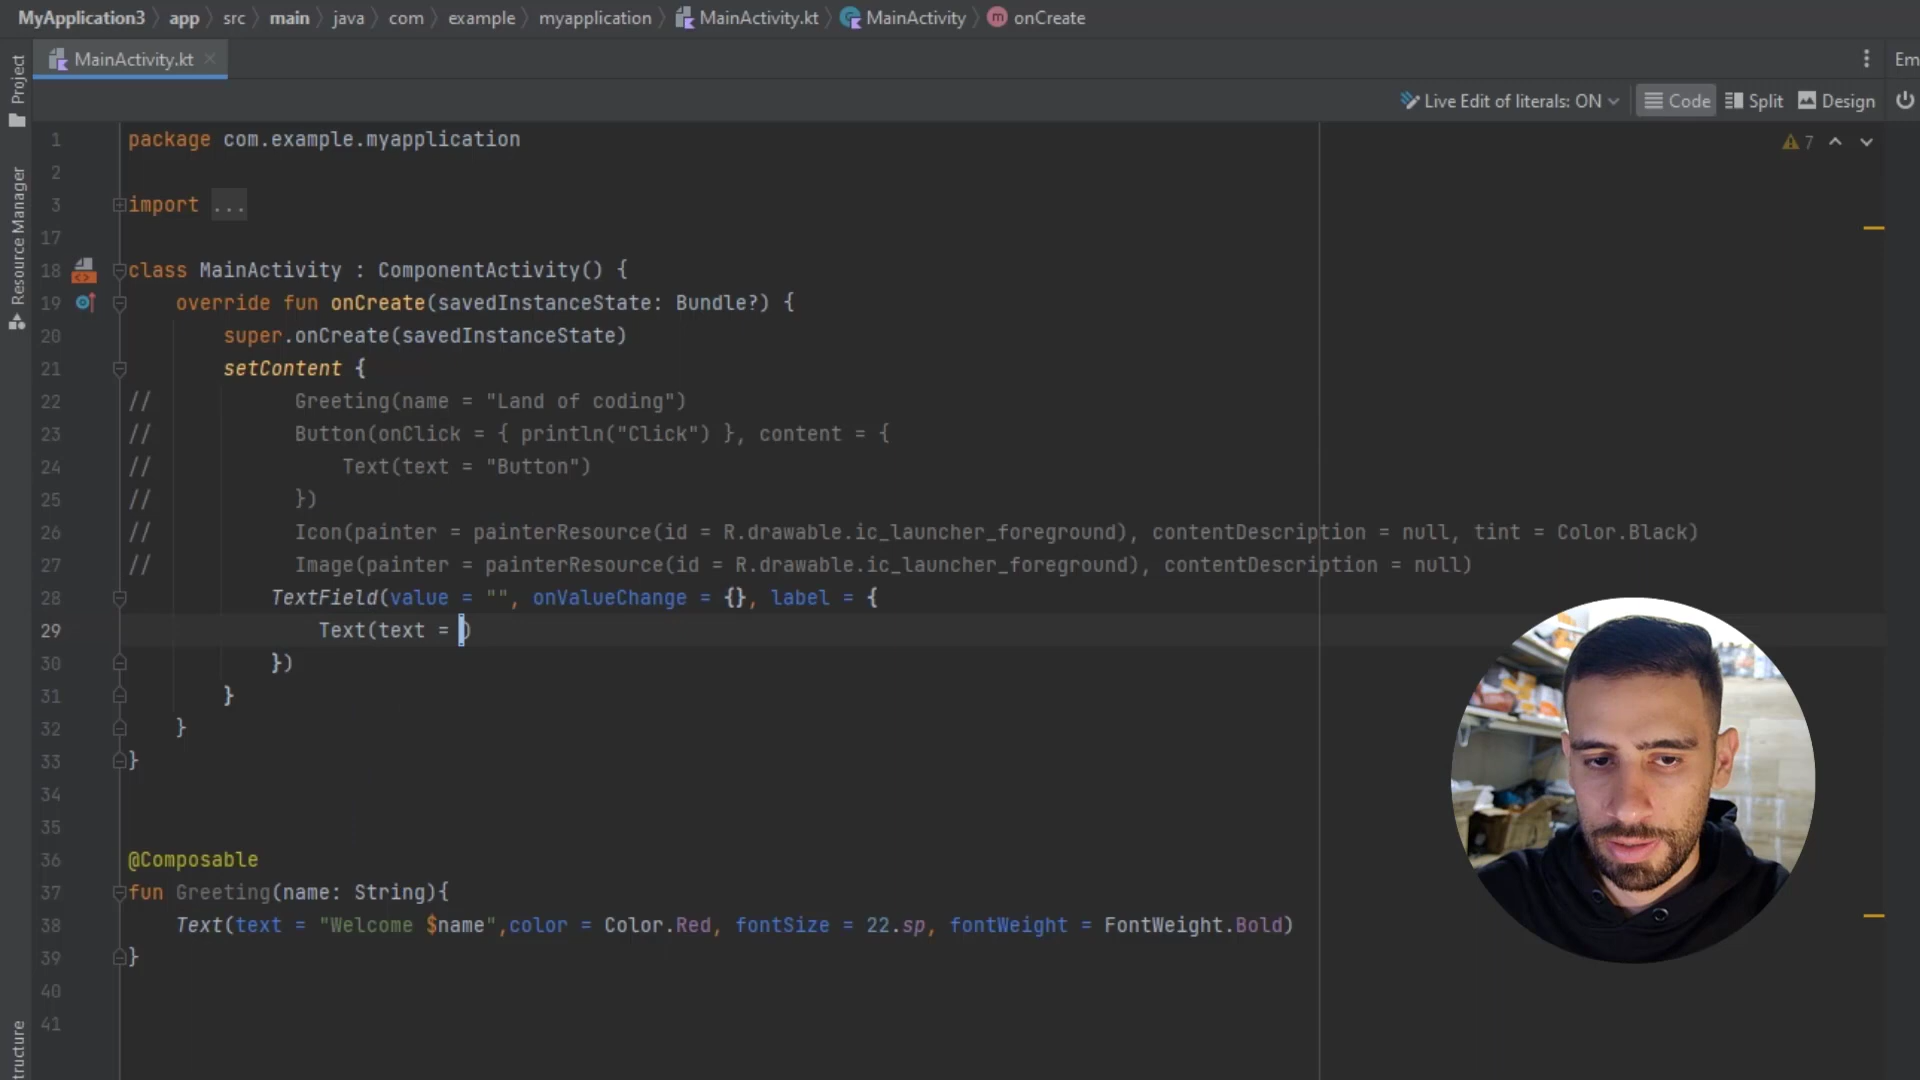 MyApplication3 app src main java com example myapplication MainActivity.kt MainActivity onCreate
MainActivity.kt
Em
Live Edit of literals: ON Code Split Design
Project
Resource Manager
tructure
7
1 package com.example.myapplication
2
3 import ...
17
18 class MainActivity : ComponentActivity() {
19 override fun onCreate(savedInstanceState: Bundle?) {
20 super.onCreate(savedInstanceState)
21 setContent {
22 // Greeting(name = "Land of coding")
23 // Button(onClick = { println("Click") }, content = {
24 // Text(text = "Button")
25 // })
26 // Icon(painter = painterResource(id = R.drawable.ic_launcher_foreground), contentDescription = null, tint = Color.Black)
27 // Image(painter = painterResource(id = R.drawable.ic_launcher_foreground), contentDescription = null)
28 TextField(value = "", onValueChange = {}, label = {
29 Text(text = )
30 })
31 }
32 }
33 }
34
35
36 @Composable
37 fun Greeting(name: String){
38 Text(text = "Welcome $name",color = Color.Red, fontSize = 22.sp, fontWeight = FontWeight.Bold)
39 }
40
41